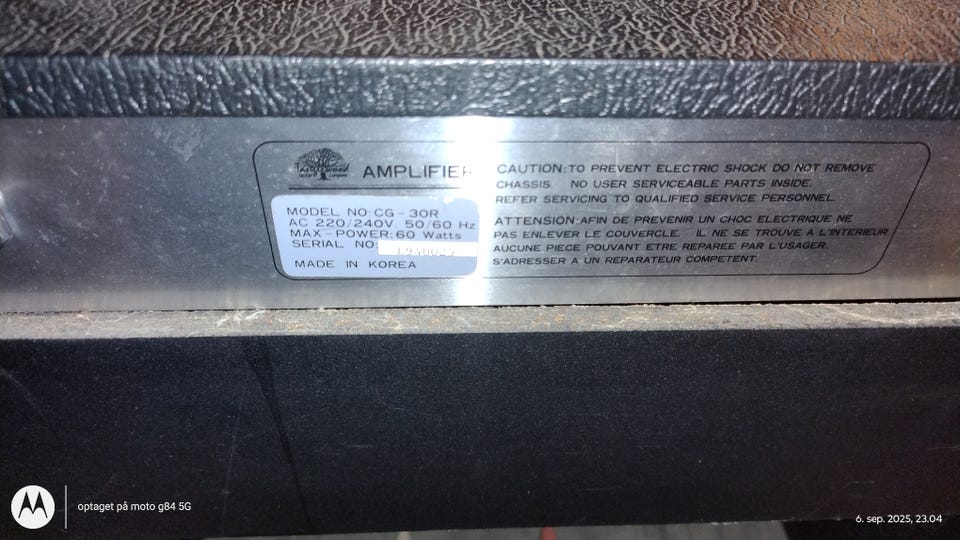 Tanglewood
AMPLIFIER
MODEL NO: CG-30R
AC 220/240V, 50/60 Hz
MAX-POWER: 60 Watts
SERIAL NO:
MADE IN KOREA
CAUTION: TO PREVENT ELECTRIC SHOCK DO NOT REMOVE
CHASSIS. NO USER SERVICEABLE PARTS INSIDE.
REFER SERVICING TO QUALIFIED SERVICE PERSONNEL.
ATTENTION: AFIN DE PREVENIR UN CHOC ELECTRIQUE NE
PAS ENLEVER LE COUVERCLE. IL NE SE TROUVE A L'INTERIEUR
AUCUNE PIECE POUVANT ETRE REPAREE PAR L'USAGER.
S'ADRESSER A UN REPARATEUR COMPETENT.
optaget på moto g84 5G
6. sep. 2025, 23.04